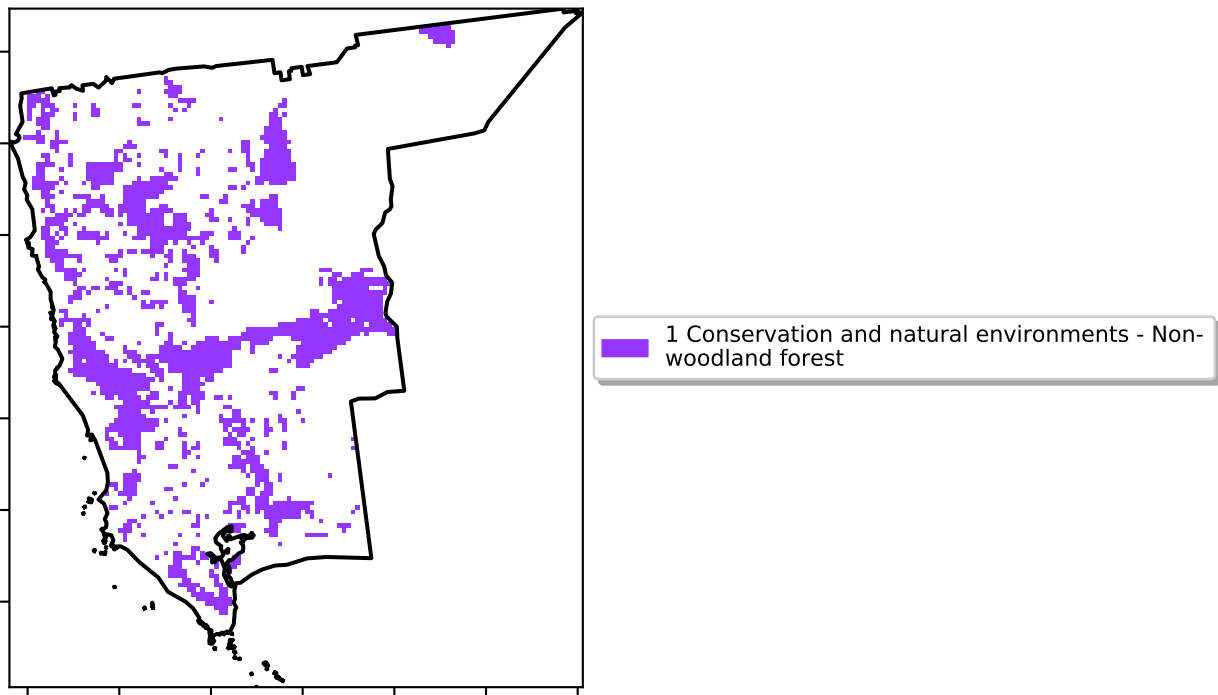 1 Conservation and natural environments - Non-
woodland forest